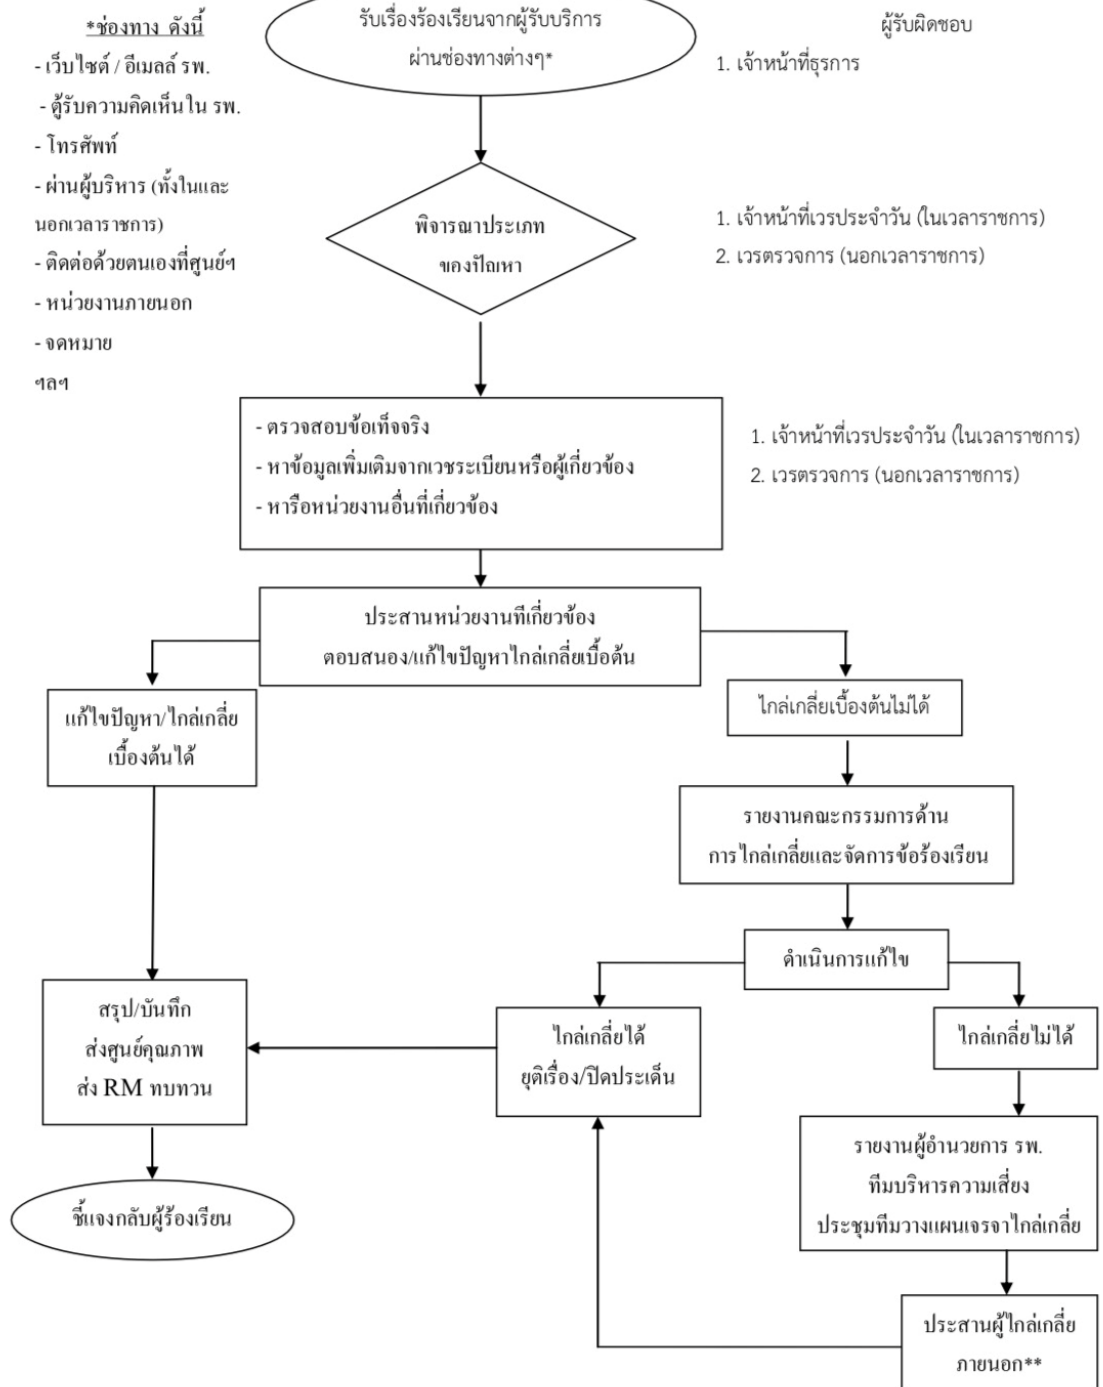 *ช่องทาง ดังนี้
- เว็บไซต์ / อีเมลล์ รพ.
- ตู้รับความคิดเห็นใน รพ.
- โทรศัพท์
- ผ่านผู้บริหาร (ทั้งในและ
นอกเวลาราชการ)
- ติดต่อด้วยตนเองที่ศูนย์ฯ
- หน่วยงานภายนอก
- จดหมาย
ฯลฯ
รับเรื่องร้องเรียนจากผู้รับบริการ
ผ่านช่องทางต่างๆ*
ผู้รับผิดชอบ
1. เจ้าหน้าที่ธุรการ
พิจารณาประเภท
ของปัญหา
1. เจ้าหน้าที่เวรประจำวัน (ในเวลาราชการ)
2. เวรตรวจการ (นอกเวลาราชการ)
- ตรวจสอบข้อเท็จจริง
- หาข้อมูลเพิ่มเติมจากเวชระเบียนหรือผู้เกี่ยวข้อง
- หารือหน่วยงานอื่นที่เกี่ยวข้อง
1. เจ้าหน้าที่เวรประจำวัน (ในเวลาราชการ)
2. เวรตรวจการ (นอกเวลาราชการ)
ประสานหน่วยงานทีเกี่ยวข้อง
ตอบสนอง/แก้ไขปัญหาไกล่เกลี่ยเบื้อต้น
แก้ไขปัญหา/ไกล่เกลี่ย
เบื้องต้นได้
ไกล่เกลี่ยเบื้องต้นไม่ได้
รายงานคณะกรรมการด้าน
การไกล่เกลี่ยและจัดการข้อร้องเรียน
ดำเนินการแก้ไข
สรุป/บันทึก
ส่งศูนย์คุณภาพ
ส่ง RM ทบทวน
ไกล่เกลี่ยได้
ยุติเรื่อง/ปิดประเด็น
ไกล่เกลี่ยไม่ได้
รายงานผู้อำนวยการ รพ.
ทีมบริหารความเสี่ยง
ประชุมทีมวางแผนเจรจาไกล่เกลี่ย
ชี้แจงกลับผู้ร้องเรียน
ประสานผู้ไกล่เกลี่ย
ภายนอก**